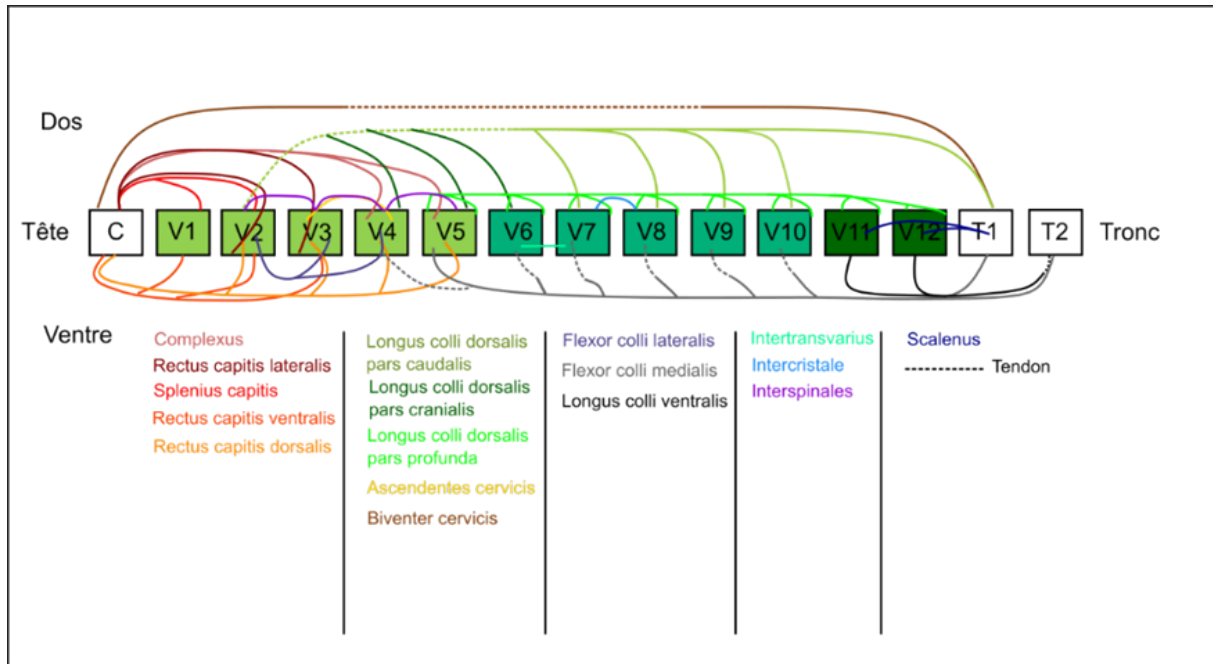 Dos
Tête C V1 V2 V3 V4 V5 V6 V7 V8 V9 V10 V11 V12 T1 T2 Tronc
Ventre
Complexus
Rectus capitis lateralis
Splenius capitis
Rectus capitis ventralis
Rectus capitis dorsalis
Longus colli dorsalis
pars caudalis
Longus colli dorsalis
pars cranialis
Longus colli dorsalis
pars profunda
Ascendentes cervicis
Biventer cervicis
Flexor colli lateralis
Flexor colli medialis
Longus colli ventralis
Intertransvarius
Intercristale
Interspinales
Scalenus
Tendon